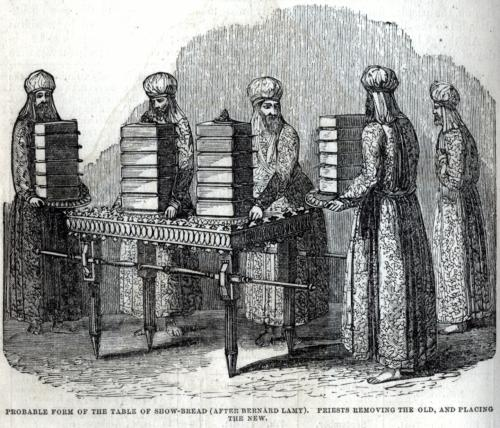 PROBABLE FORM OF THE TABLE OF SHOW-BREAD (AFTER BERNARD LAMY). PRIESTS REMOVING THE OLD, AND PLACING
THE NEW.